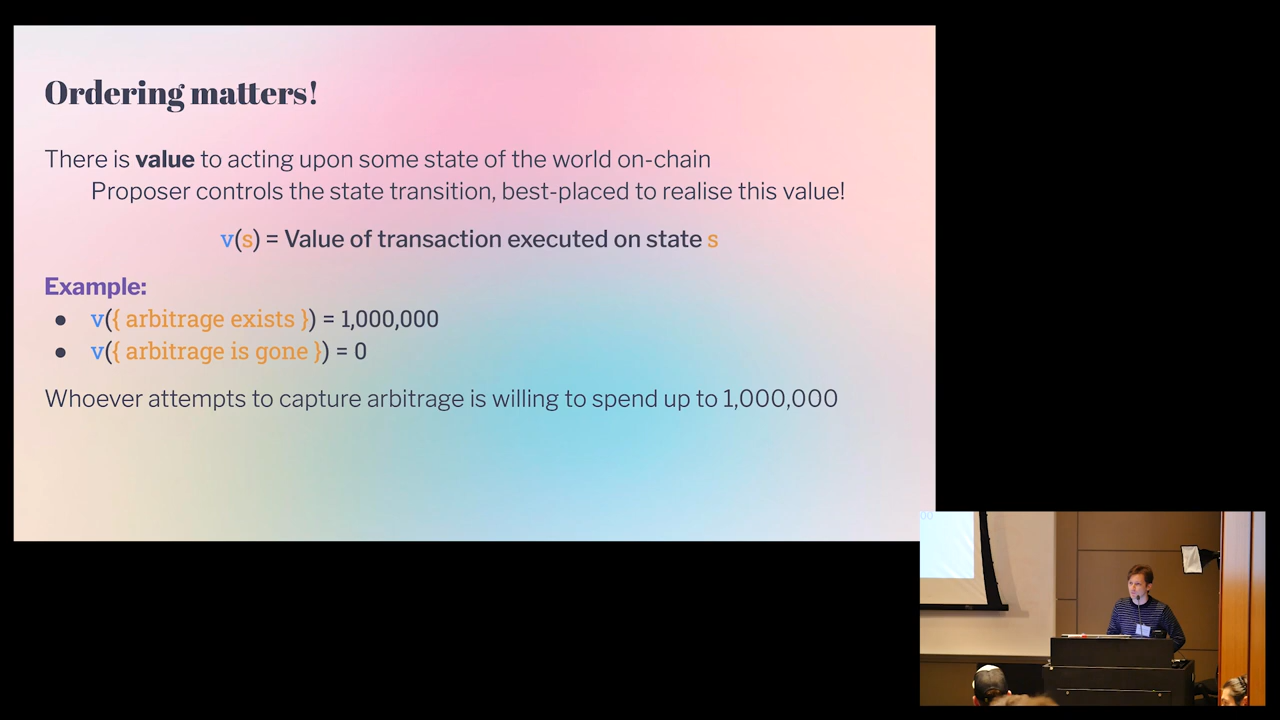 Ordering matters!
There is value to acting upon some state of the world on-chain
Proposer controls the state transition, best-placed to realise this value!
v(s) = Value of transaction executed on state s
Example:
● v({ arbitrage exists }) = 1,000,000
● v({ arbitrage is gone }) = 0
Whoever attempts to capture arbitrage is willing to spend up to 1,000,000